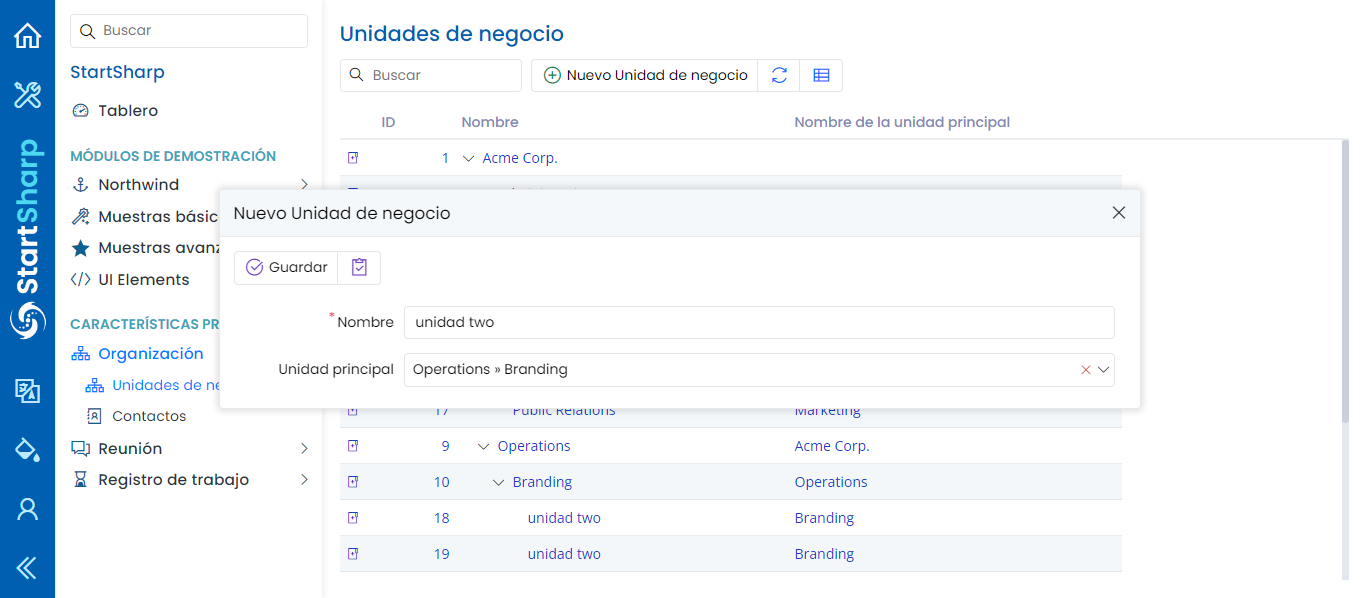 StartSharp
Buscar
StartSharp
Tablero
MÓDULOS DE DEMOSTRACIÓN
Northwind
Muestras básic
Muestras avanz
UI Elements
CARACTERÍSTICAS PR
Organización
Unidades de ne
Contactos
Reunión
Registro de trabajo
Unidades de negocio
Buscar
Nuevo Unidad de negocio
ID Nombre Nombre de la unidad principal
1 Acme Corp.
Nuevo Unidad de negocio
Guardar
* Nombre unidad two
Unidad principal Operations » Branding
17 Public Relations Marketing
9 Operations Acme Corp.
10 Branding Operations
18 unidad two Branding
19 unidad two Branding